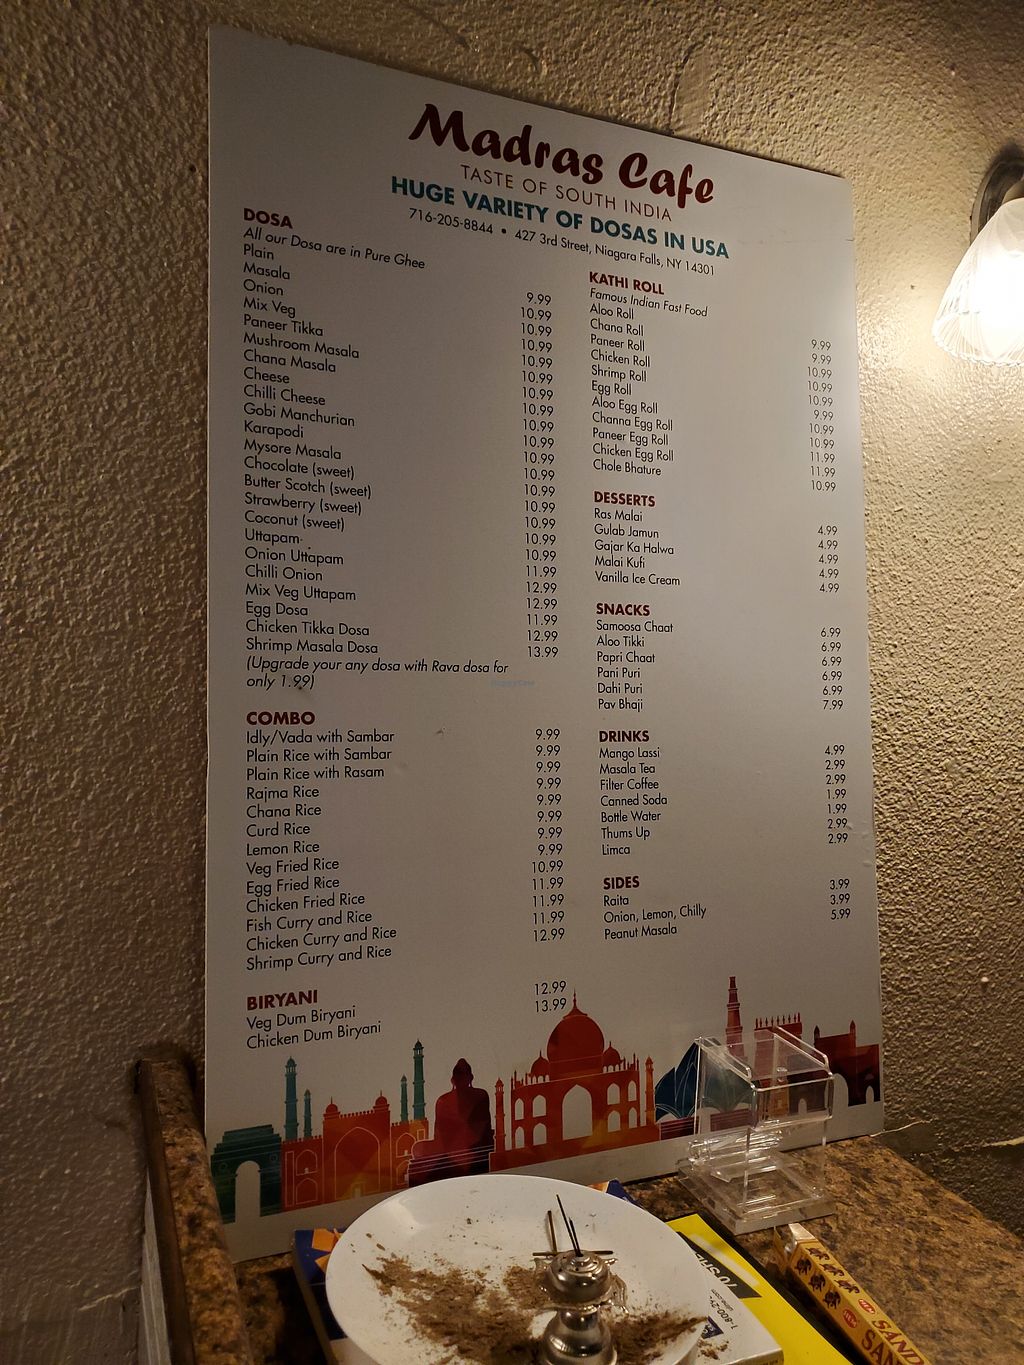 Madras Cafe
TASTE OF SOUTH INDIA
HUGE VARIETY OF DOSAS IN USA
716-205-8844 • 427 3rd Street, Niagara Falls, NY 14301
DOSA
All our Dosa are in Pure Ghee
Plain 9.99
Masala 10.99
Onion 10.99
Mix Veg 10.99
Paneer Tikka 10.99
Mushroom Masala 10.99
Chana Masala 10.99
Cheese 10.99
Chilli Cheese 10.99
Gobi Manchurian 10.99
Karapodi 10.99
Mysore Masala 10.99
Chocolate (sweet) 10.99
Butter Scotch (sweet) 10.99
Strawberry (sweet) 10.99
Coconut (sweet) 10.99
Uttapam 10.99
Onion Uttapam 11.99
Chilli Onion 12.99
Mix Veg Uttapam 12.99
Egg Dosa 11.99
Chicken Tikka Dosa 12.99
Shrimp Masala Dosa 13.99
(Upgrade your any dosa with Rava dosa for
only 1.99)
COMBO
Idly/Vada with Sambar 9.99
Plain Rice with Sambar 9.99
Plain Rice with Rasam 9.99
Rajma Rice 9.99
Chana Rice 9.99
Curd Rice 9.99
Lemon Rice 9.99
Veg Fried Rice 9.99
Egg Fried Rice 10.99
Chicken Fried Rice 11.99
Fish Curry and Rice 11.99
Chicken Curry and Rice 11.99
Shrimp Curry and Rice 12.99
BIRYANI
Veg Dum Biryani 12.99
Chicken Dum Biryani 13.99
KATHI ROLL
Famous Indian Fast Food
Aloo Roll 9.99
Chana Roll 9.99
Paneer Roll 10.99
Chicken Roll 10.99
Shrimp Roll 10.99
Egg Roll 9.99
Aloo Egg Roll 10.99
Channa Egg Roll 10.99
Paneer Egg Roll 11.99
Chicken Egg Roll 11.99
Chole Bhature 10.99
DESSERTS
Ras Malai 4.99
Gulab Jamun 4.99
Gajar Ka Halwa 4.99
Malai Kufi 4.99
Vanilla Ice Cream 4.99
SNACKS
Samoosa Chaat 6.99
Aloo Tikki 6.99
Papri Chaat 6.99
Pani Puri 6.99
Dahi Puri 6.99
Pav Bhaji 7.99
DRINKS
Mango Lassi 4.99
Masala Tea 2.99
Filter Coffee 2.99
Canned Soda 1.99
Bottle Water 1.99
Thums Up 2.99
Limca 2.99
SIDES
Raita 3.99
Onion, Lemon, Chilly 3.99
Peanut Masala 5.99